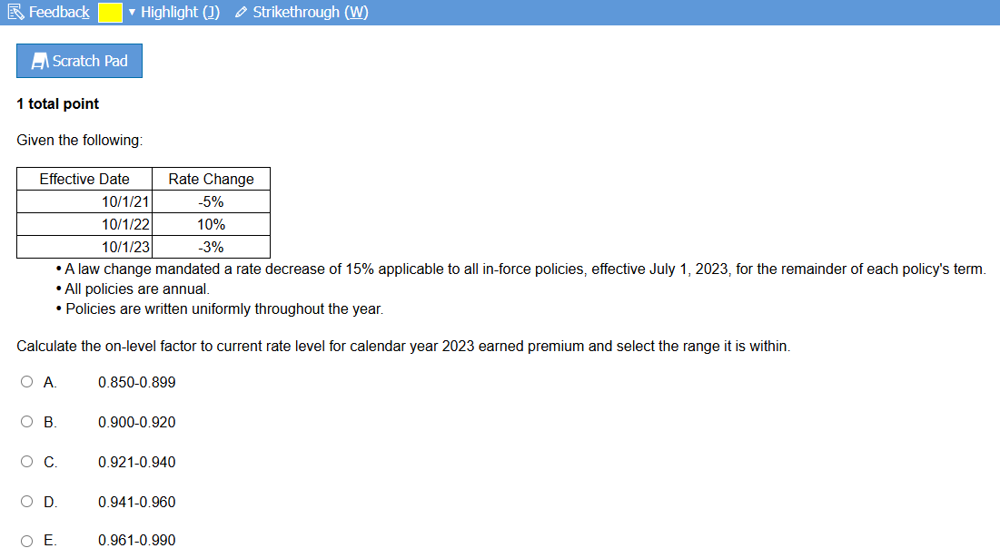 Feedback ▼ Highlight (J) Strikethrough (W)
Scratch Pad
1 total point
Given the following:
Effective Date Rate Change
10/1/21 -5%
10/1/22 10%
10/1/23 -3%
• A law change mandated a rate decrease of 15% applicable to all in-force policies, effective July 1, 2023, for the remainder of each policy's term.
• All policies are annual.
• Policies are written uniformly throughout the year.
Calculate the on-level factor to current rate level for calendar year 2023 earned premium and select the range it is within.
A. 0.850-0.899
B. 0.900-0.920
C. 0.921-0.940
D. 0.941-0.960
E. 0.961-0.990